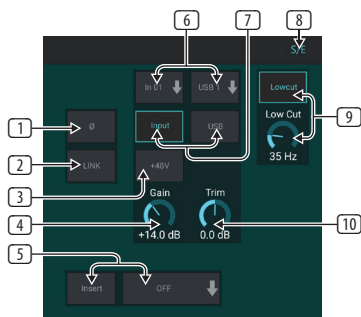 6
7
8
S/E
In 01
USB 1
Lowcut
1
Ø
Input
USB
Low Cut
9
2
LINK
+48V
35 Hz
3
Gain
Trim
4
10
+14.0 dB
0.0 dB
5
Insert
OFF